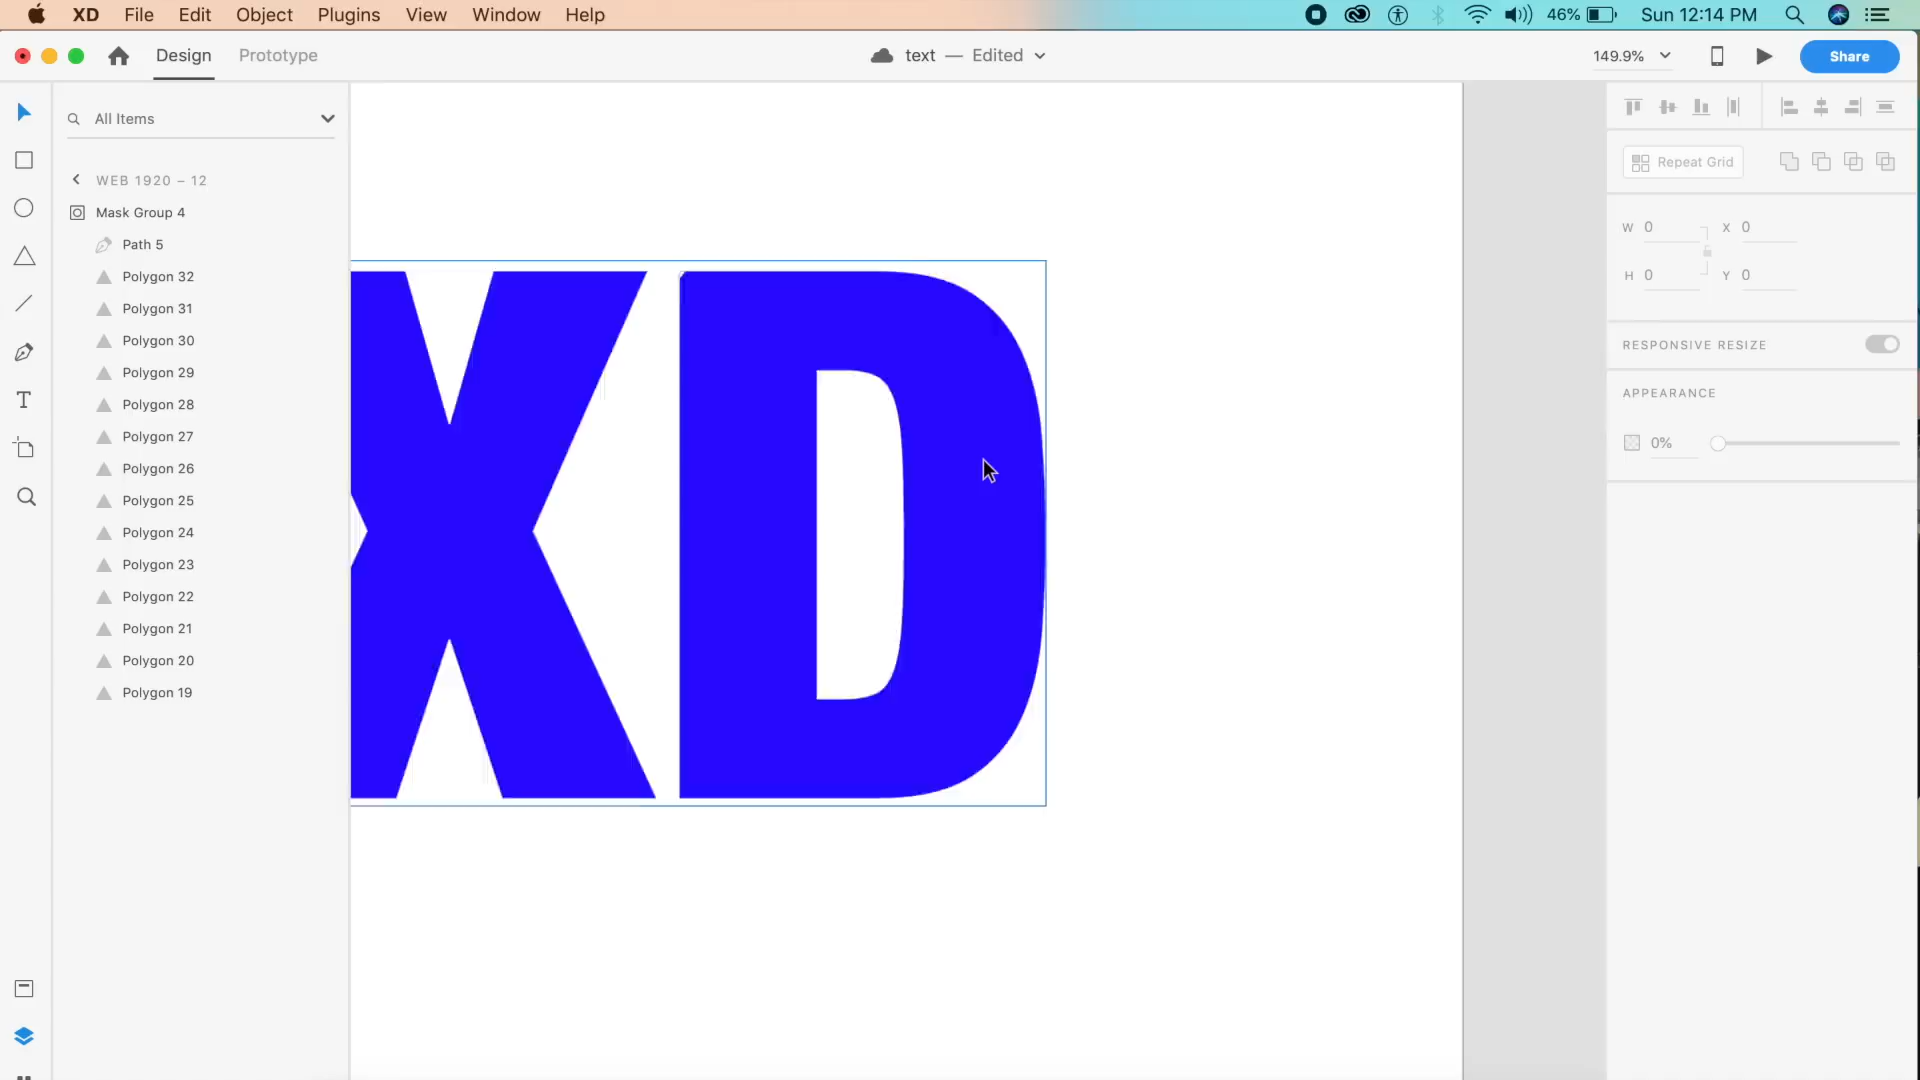 XD File Edit Object Plugins View Window Help 46% Sun 12:14 PM
Design Prototype text — Edited 149.9% Share
All Items
WEB 1920 – 12
Mask Group 4
Path 5
Polygon 32
Polygon 31
Polygon 30
Polygon 29
Polygon 28
Polygon 27
Polygon 26
Polygon 25
Polygon 24
Polygon 23
Polygon 22
Polygon 21
Polygon 20
Polygon 19
XD
Repeat Grid
W 0 X 0
H 0 Y 0
RESPONSIVE RESIZE
APPEARANCE
0%